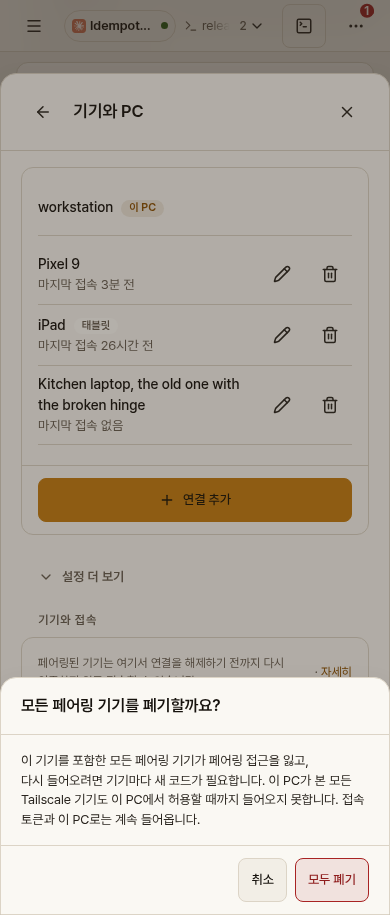 Idempot...
relea
2
1
기기와 PC
workstation
이 PC
Pixel 9
마지막 접속 3분 전
iPad
태블릿
마지막 접속 26시간 전
Kitchen laptop, the old one with
the broken hinge
마지막 접속 없음
연결 추가
설정 더 보기
기기와 접속
페어링된 기기는 여기서 연결을 해제하기 전까지 다시
· 자세히
모든 페어링 기기를 폐기할까요?
이 기기를 포함한 모든 페어링 기기가 페어링 접근을 잃고,
다시 들어오려면 기기마다 새 코드가 필요합니다. 이 PC가 본 모든
Tailscale 기기도 이 PC에서 허용할 때까지 들어오지 못합니다. 접속
토큰과 이 PC로는 계속 들어옵니다.
취소
모두 폐기